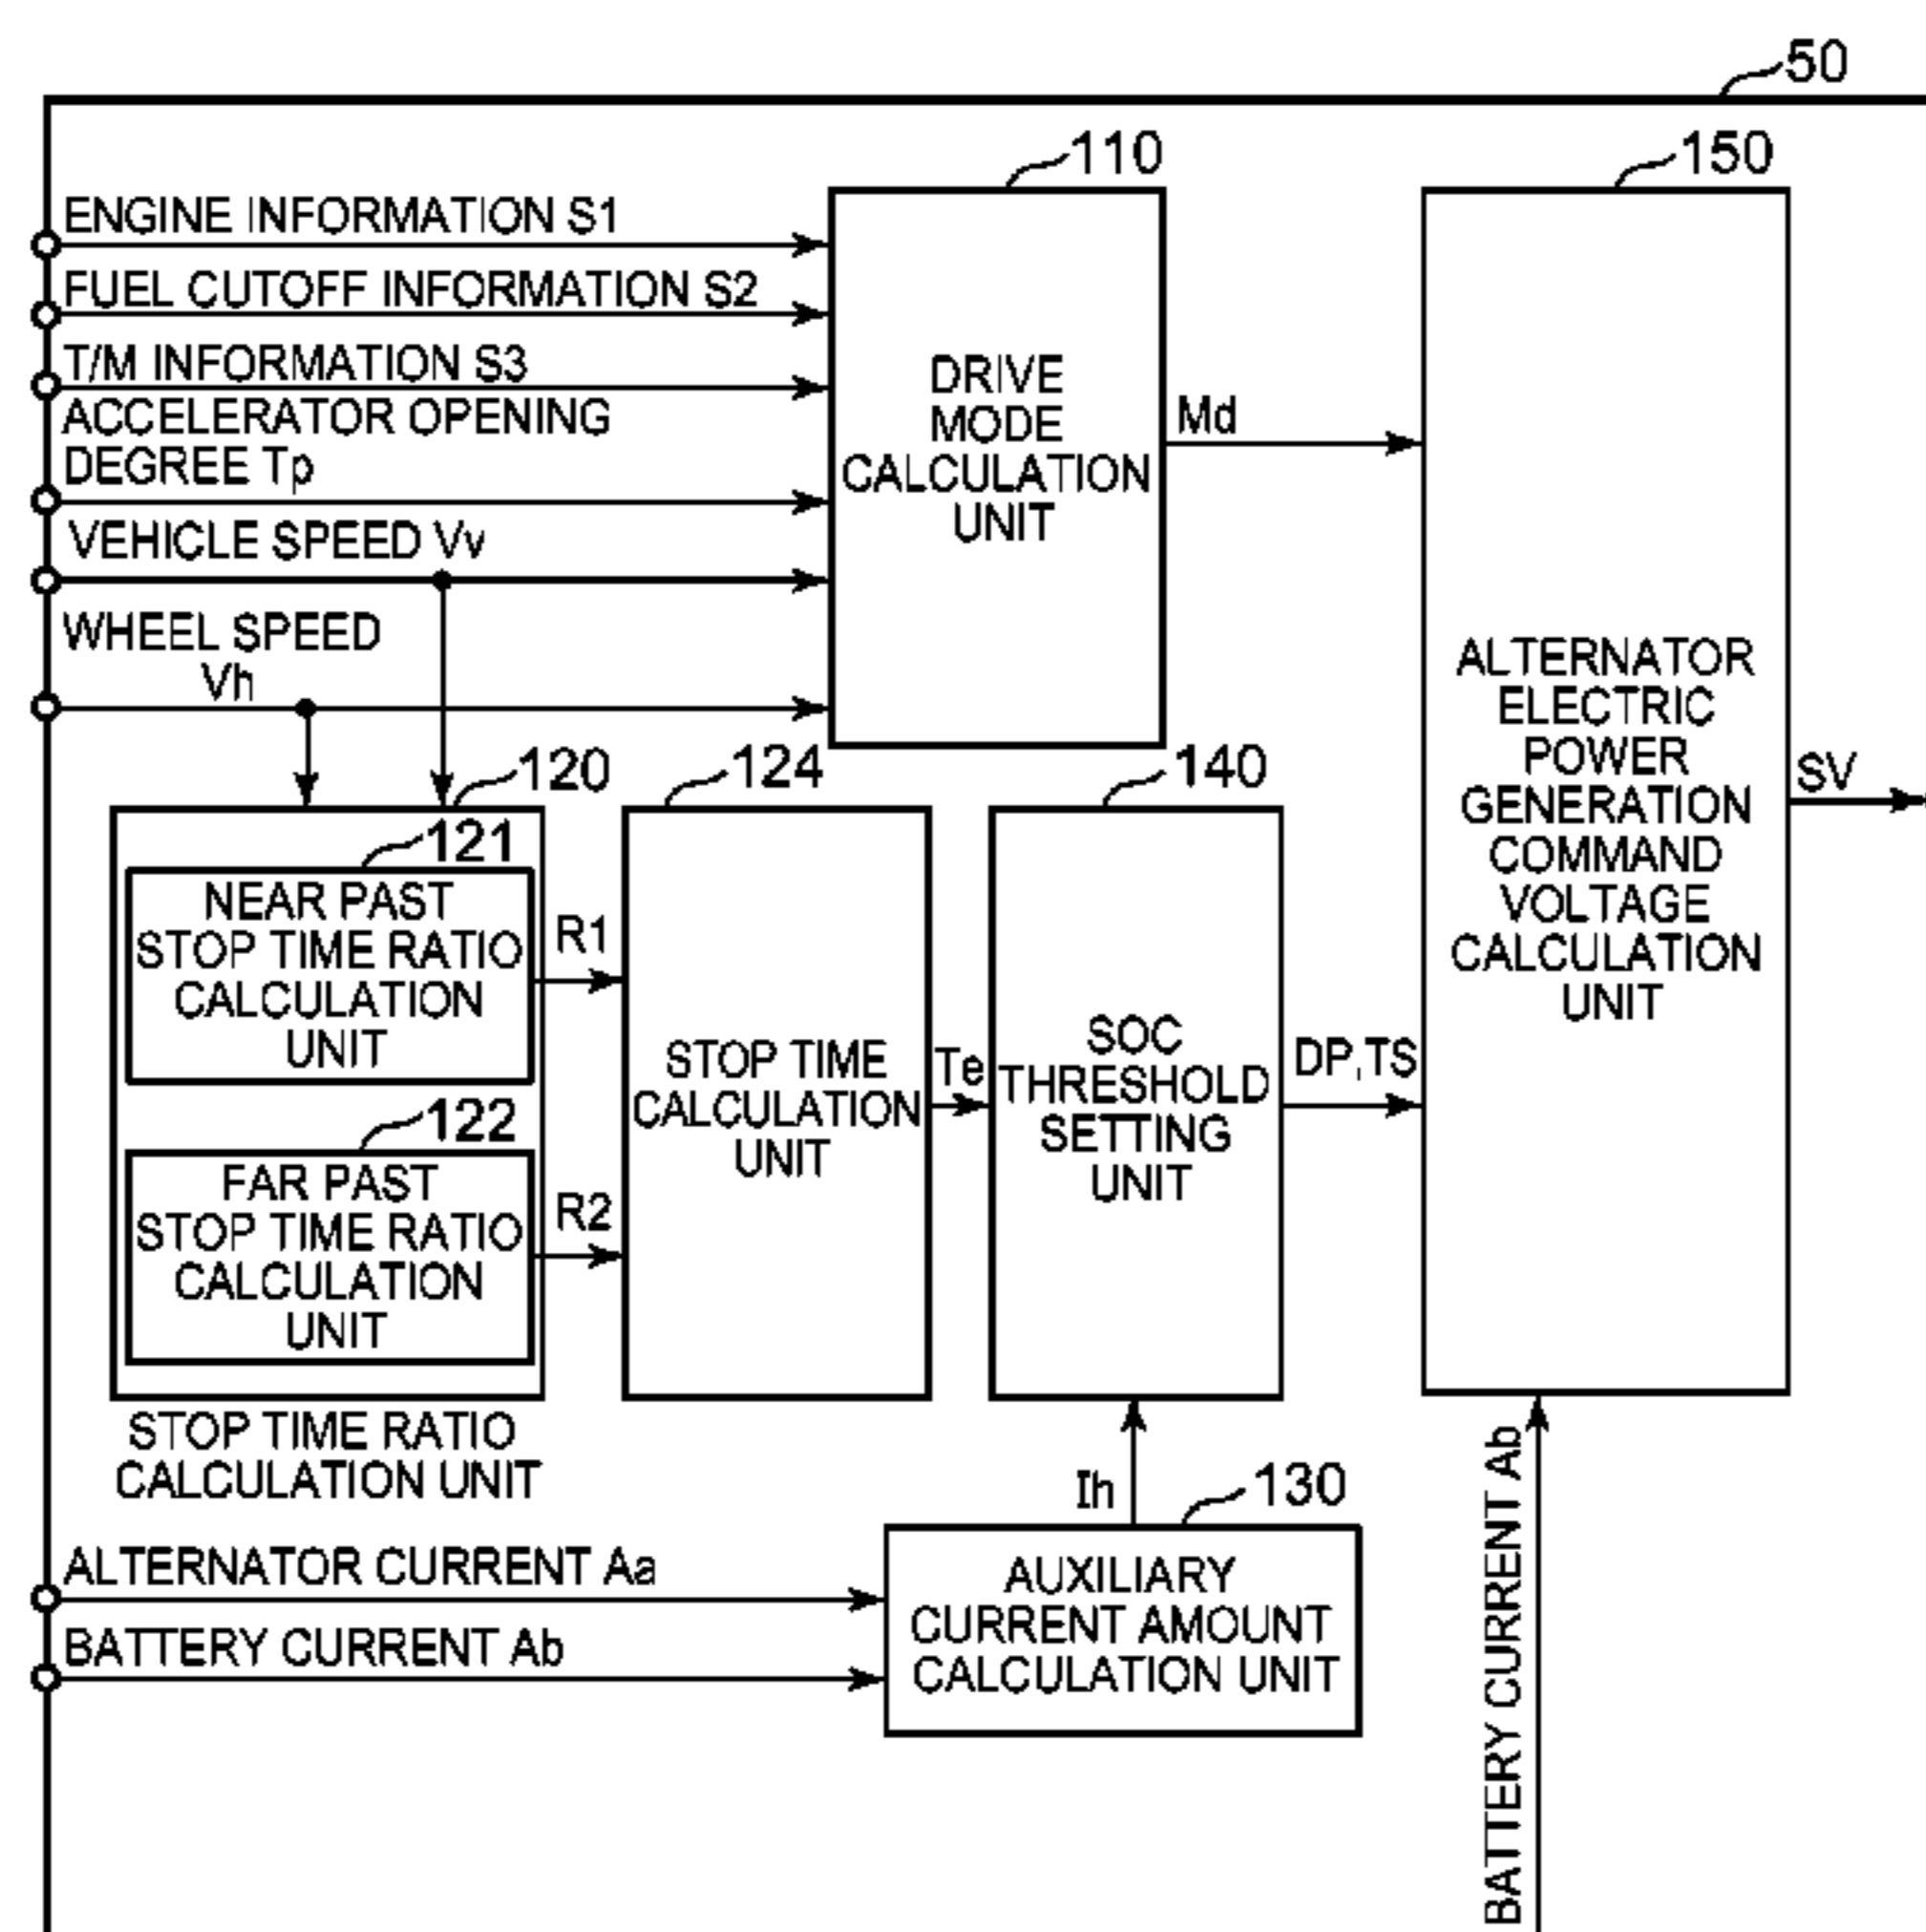 50
110
150
ENGINE INFORMATION S1
FUEL CUTOFF INFORMATION S2
T/M INFORMATION S3
ACCELERATOR OPENING
DEGREE Tp
VEHICLE SPEED Vv
WHEEL SPEED
Vh
DRIVE
MODE
CALCULATION
UNIT
Md
ALTERNATOR
ELECTRIC
POWER
GENERATION
COMMAND
VOLTAGE
CALCULATION
UNIT
SV
120
124
140
121
NEAR PAST
STOP TIME RATIO
CALCULATION
UNIT
R1
122
FAR PAST
STOP TIME RATIO
CALCULATION
UNIT
R2
STOP TIME
CALCULATION
UNIT
Te
SOC
THRESHOLD
SETTING
UNIT
DP,TS
STOP TIME RATIO
CALCULATION UNIT
Ih
130
ALTERNATOR CURRENT Aa
BATTERY CURRENT Ab
AUXILIARY
CURRENT AMOUNT
CALCULATION UNIT
BATTERY CURRENT Ab